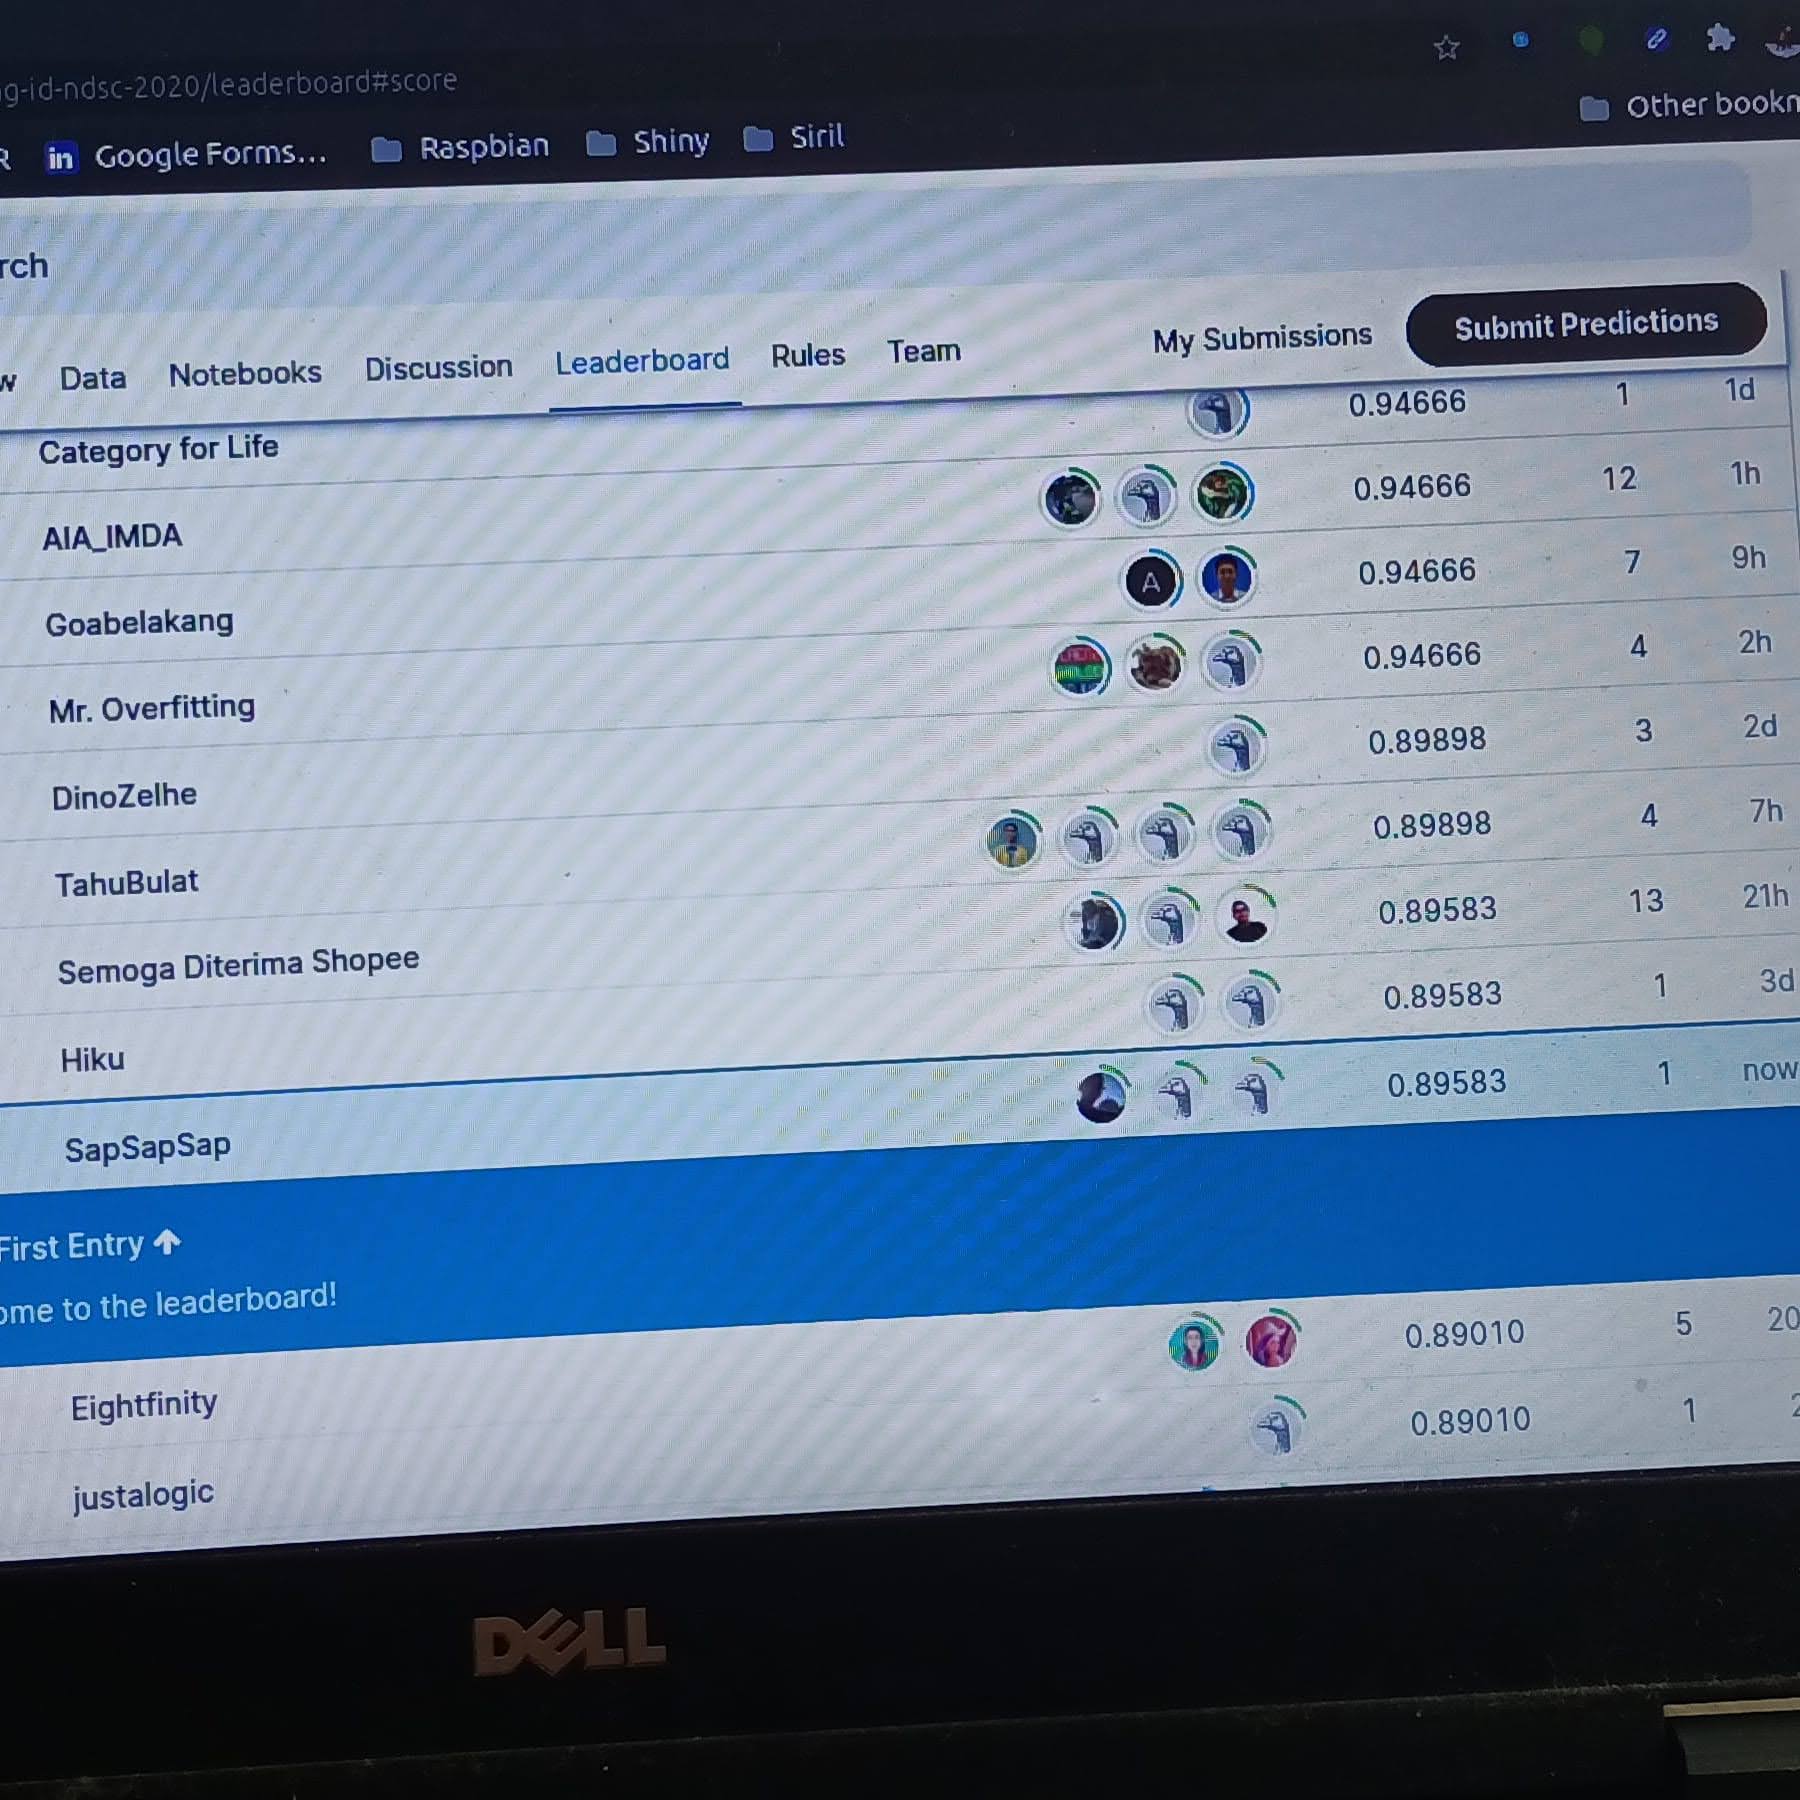 g-id-ndsc-2020/leaderboard#score
R in Google Forms... Raspbian Shiny Siril Other bookm
rch
w Data Notebooks Discussion Leaderboard Rules Team My Submissions Submit Predictions
Category for Life 0.94666 1 1d
AIA_IMDA 0.94666 12 1h
Goabelakang A 0.94666 7 9h
Mr. Overfitting 0.94666 4 2h
DinoZelhe 0.89898 3 2d
TahuBulat 0.89898 4 7h
Semoga Diterima Shopee 0.89583 13 21h
Hiku 0.89583 1 3d
SapSapSap 0.89583 1 now
First Entry ↑
ome to the leaderboard!
Eightfinity 0.89010 5 20
justalogic 0.89010 1 2
DELL